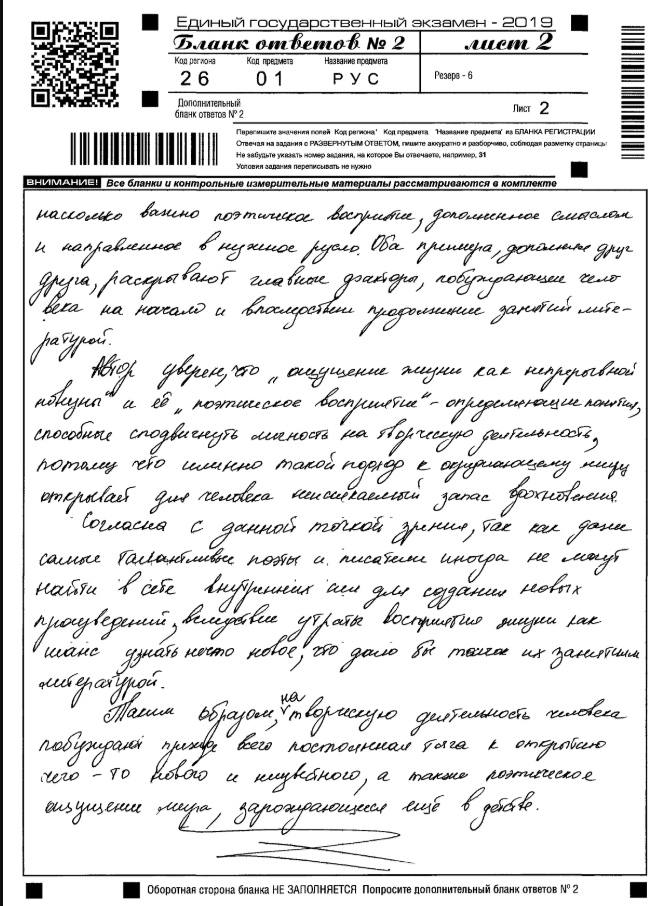 Единый государственный экзамен - 2019
Бланк ответов № 2 лист 2
Код региона Код предмета Название предмета
26 01 РУС Резерв - 6
Дополнительный
бланк ответов № 2 Лист 2
Перепишите значения полей "Код региона" "Код предмета" "Название предмета" из БЛАНКА РЕГИСТРАЦИИ
Отвечая на задания с РАЗВЕРНУТЫМ ОТВЕТОМ, пишите аккуратно и разборчиво, соблюдая разметку страницы
Не забудьте указать номер задания, на которое Вы отвечаете, например, 31
Условия задания переписывать не нужно
ВНИМАНИЕ! Все бланки и контрольные измерительные материалы рассматриваются в комплекте
насколько важно поэтическое восприятие, дополненное смыслом
и направленное в нужное русло. Оба примера, дополняя друг
друга, раскрывают главные факторы, побуждающие чело
века на начало и впоследствии продолжение занятий лите-
ратурой.
Автор уверен, что „ощущение жизни как непрерывной
новизны" и её „поэтическое восприятие" - определяющие понятия,
способные сподвигнуть личность на творческую деятельность,
потому что именно такой подход к окружающему миру
открывает для человека неиссякаемый запас вдохновения
Согласна с данной точкой зрения, так как даже
самые талантливые поэты и писатели иногда не могут
найти в себе внутренних сил для создания новых
произведений, вследствие утраты восприятия жизни как
шанс узнать нечто новое, что дало бы толчок их занятиям
литературой.
Таким образом, на творческую деятельность человека
побуждают прежде всего постоянная тяга к открытию
чего-то нового и неизвестного, а также поэтическое
ощущение мира, зарождающееся ещё в детстве.
Оборотная сторона бланка НЕ ЗАПОЛНЯЕТСЯ Попросите дополнительный бланк ответов № 2